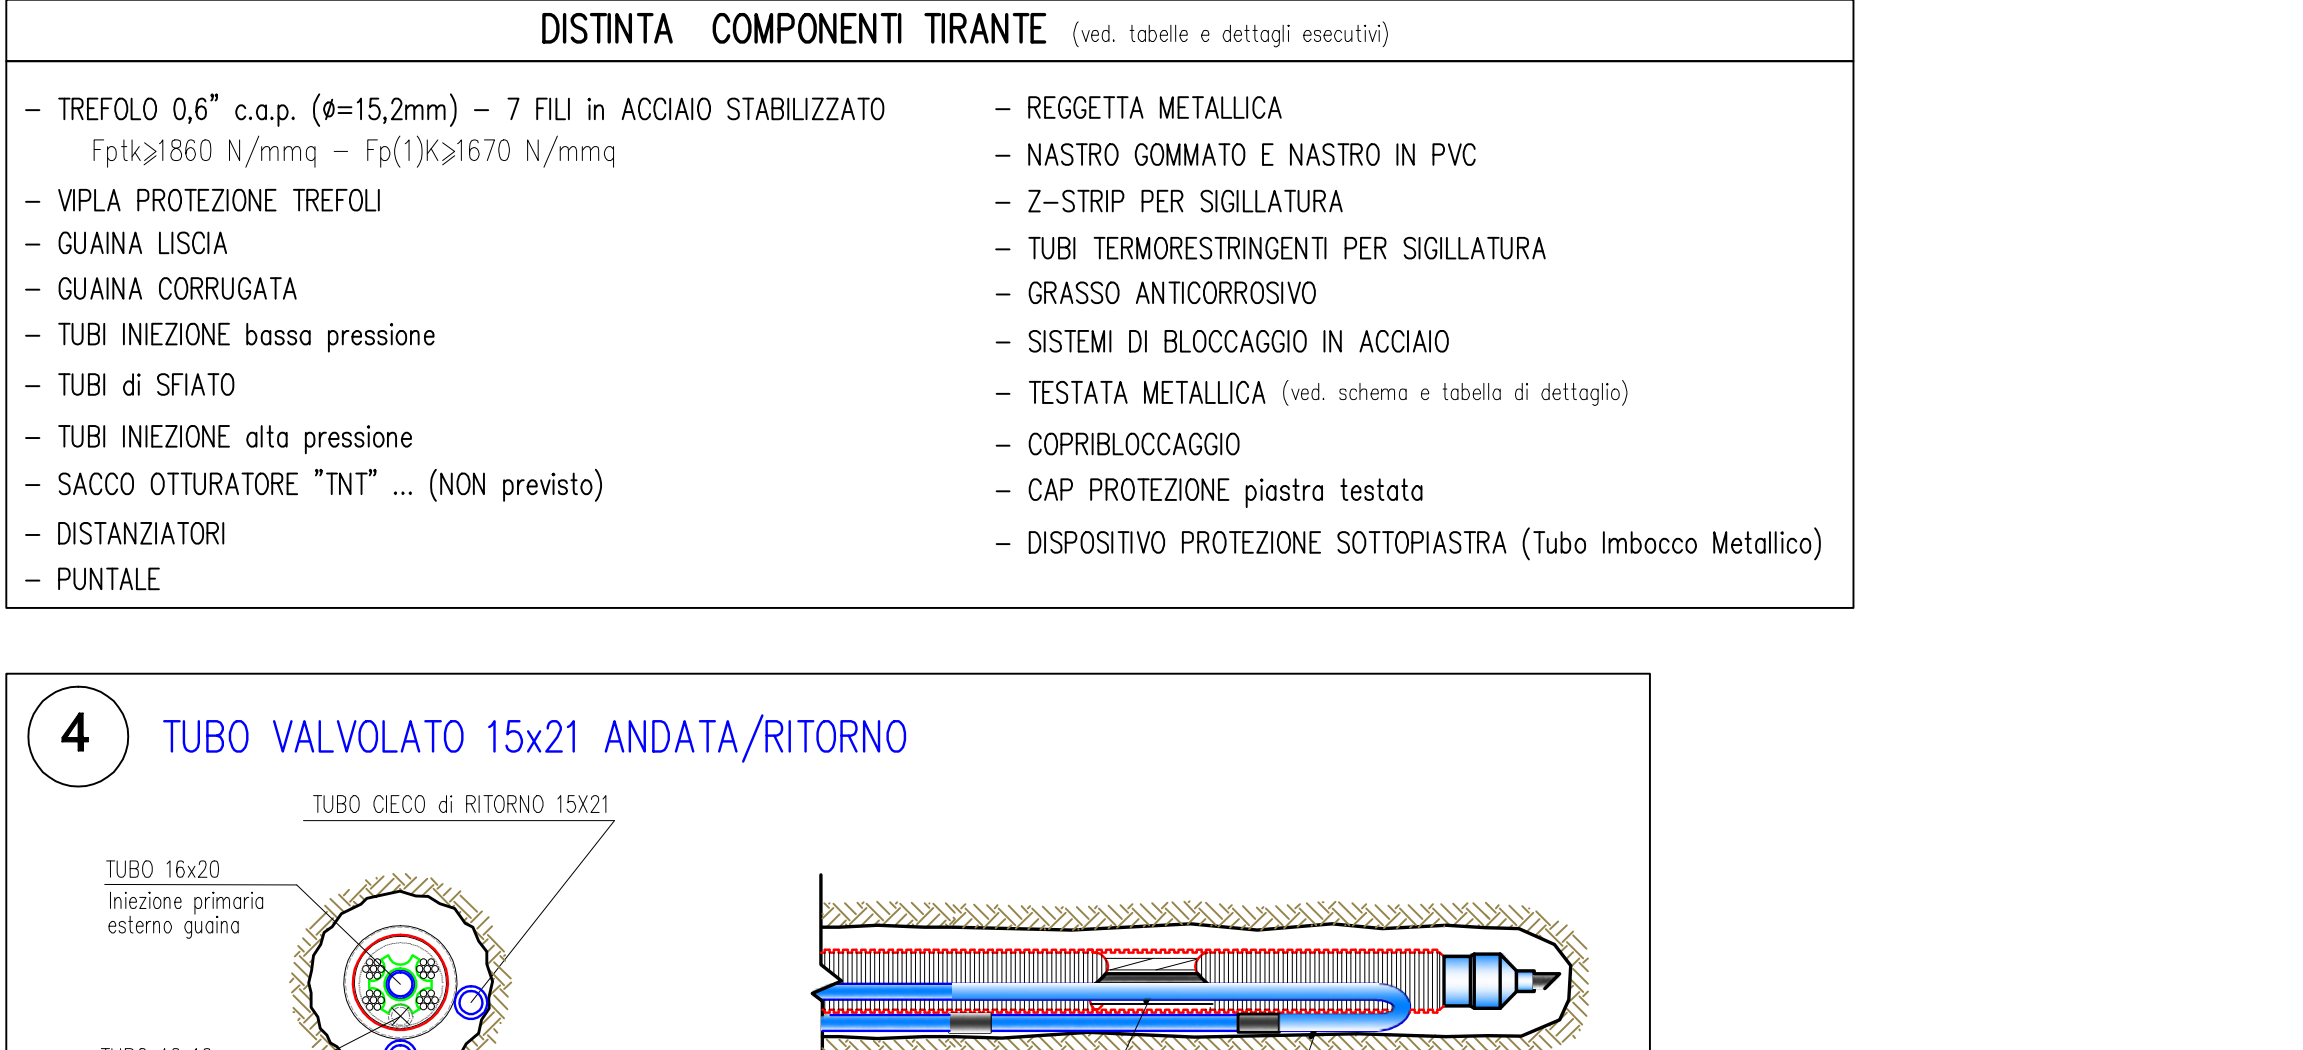 DISTINTA COMPONENTI TIRANTE (ved. tabelle e dettagli esecutivi)
- TREFOLO 0,6" c.a.p. (ø=15,2mm) - 7 FILI in ACCIAIO STABILIZZATO
Fptk⩾1860 N/mmq - Fp(1)K⩾1670 N/mmq
- VIPLA PROTEZIONE TREFOLI
- GUAINA LISCIA
- GUAINA CORRUGATA
- TUBI INIEZIONE bassa pressione
- TUBI di SFIATO
- TUBI INIEZIONE alta pressione
- SACCO OTTURATORE "TNT" ... (NON previsto)
- DISTANZIATORI
- PUNTALE
- REGGETTA METALLICA
- NASTRO GOMMATO E NASTRO IN PVC
- Z-STRIP PER SIGILLATURA
- TUBI TERMORESTRINGENTI PER SIGILLATURA
- GRASSO ANTICORROSIVO
- SISTEMI DI BLOCCAGGIO IN ACCIAIO
- TESTATA METALLICA (ved. schema e tabella di dettaglio)
- COPRIBLOCCAGGIO
- CAP PROTEZIONE piastra testata
- DISPOSITIVO PROTEZIONE SOTTOPIASTRA (Tubo Imbocco Metallico)
4 TUBO VALVOLATO 15x21 ANDATA/RITORNO
TUBO CIECO di RITORNO 15X21
TUBO 16x20
Iniezione primaria
esterno guaina